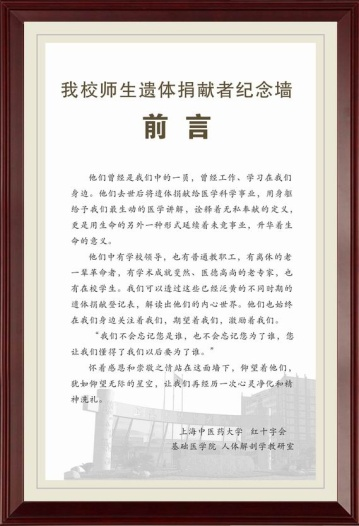 我校师生遗体捐献者纪念墙
前言
他们曾经是我们中的一员，曾经工作、学习在我们
身边。他们去世后将遗体捐献给医学科学事业，用身躯
给予我们最生动的医学讲解，诠释着无私奉献的定义，
更是用生命的另外一种形式延续着未竟事业，升华着生
命的意义。
他们中有学校领导，也有普通教职工，有离休的老
一辈革命者，有学术成就斐然、医德高尚的老专家，也
有在校学生。我们可以透过这些已经泛黄的不同时期的
遗体捐献登记表，解读出他们的内心世界。他们也始终
在我们身边关注着我们，期望着我们，激励着我们。
“我们不会忘记您是谁，也不会忘记您为了谁，您
让我们懂得了我们以后要为了谁。”
怀着感恩和崇敬之情站在这面墙下，仰望着他们，
犹如仰望无际的星空，让我们再经历一次心灵净化和精
神洗礼。
上海中医药大学 红十字会
基础医学院 人体解剖学教研室